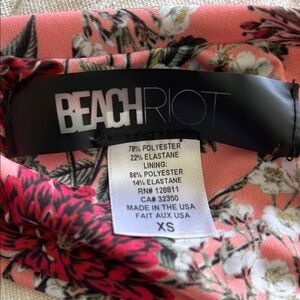 BEACHRIOT
78% POLYESTER
22% ELASTANE
LINING:
86% POLYESTER
14% ELASTANE
RN# 128811
CA# 32350
MADE IN THE USA
FAIT AUX USA
XS